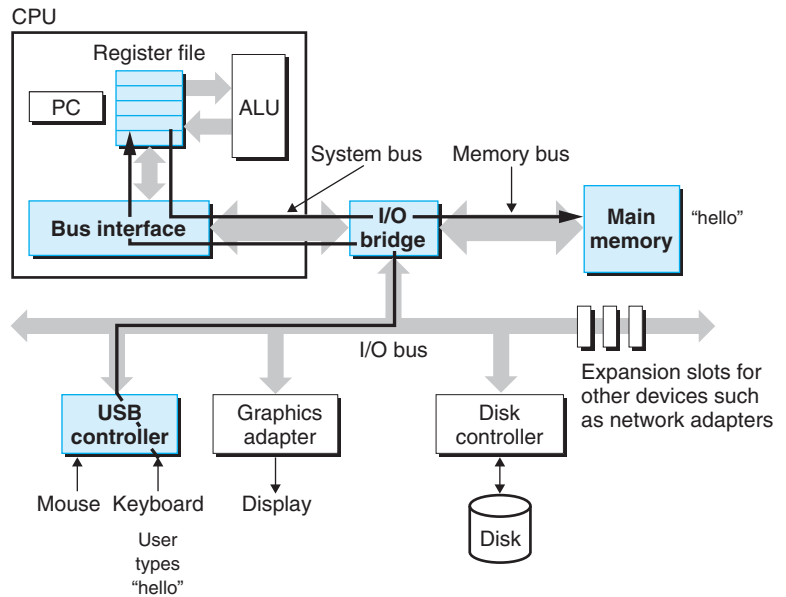 CPU
Register file
PC
ALU
System bus
Memory bus
Bus interface
I/O
bridge
Main
memory
“hello”
I/O bus
Expansion slots for
other devices such
as network adapters
USB
controller
Graphics
adapter
Disk
controller
Mouse
Keyboard
Display
User
types
“hello”
Disk